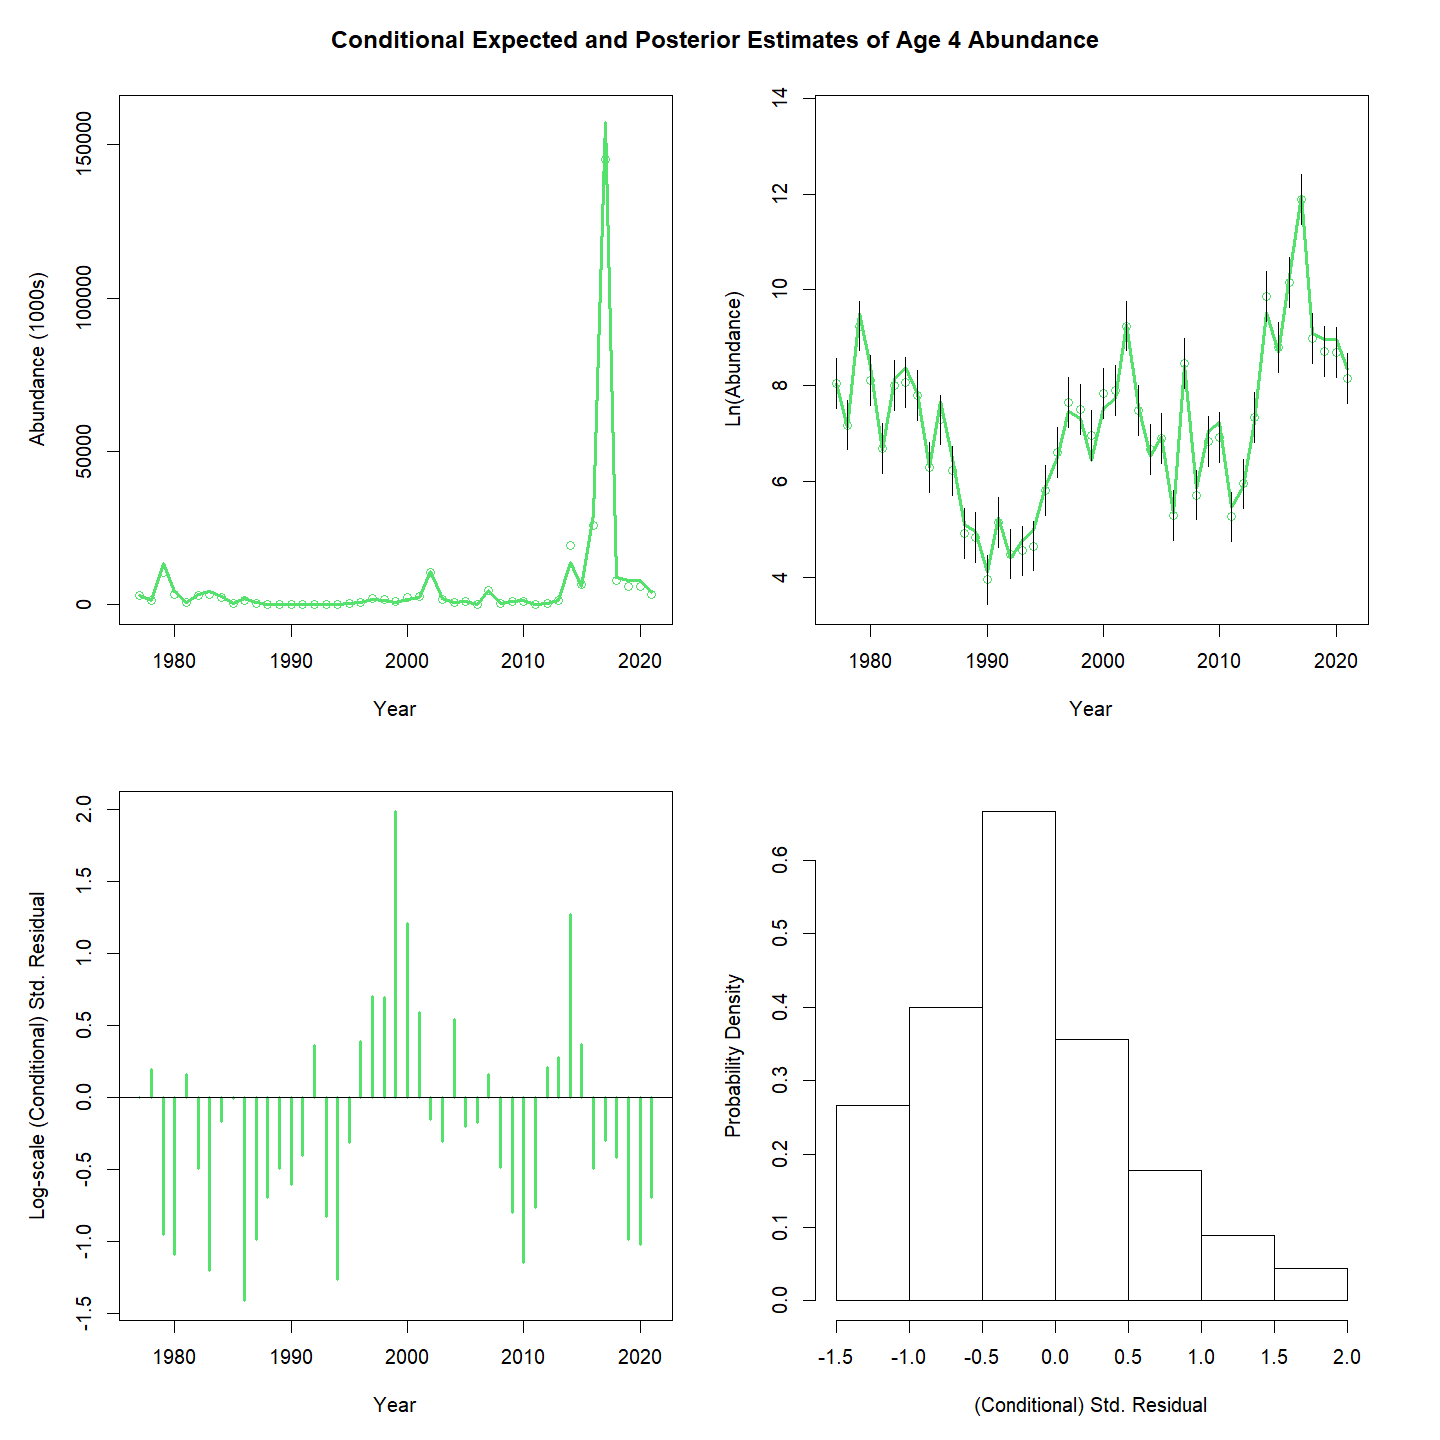 Conditional Expected and Posterior Estimates of Age 4 Abundance
Abundance (1000s)
150000
100000
50000
0
1980 1990 2000 2010 2020
Year
Ln(Abundance)
14
12
10
8
6
4
1980 1990 2000 2010 2020
Year
Log-scale (Conditional) Std. Residual
2.0
1.5
1.0
0.5
0.0
-0.5
-1.0
-1.5
1980 1990 2000 2010 2020
Year
Probability Density
0.6
0.5
0.4
0.3
0.2
0.1
0.0
-1.5 -1.0 -0.5 0.0 0.5 1.0 1.5 2.0
(Conditional) Std. Residual